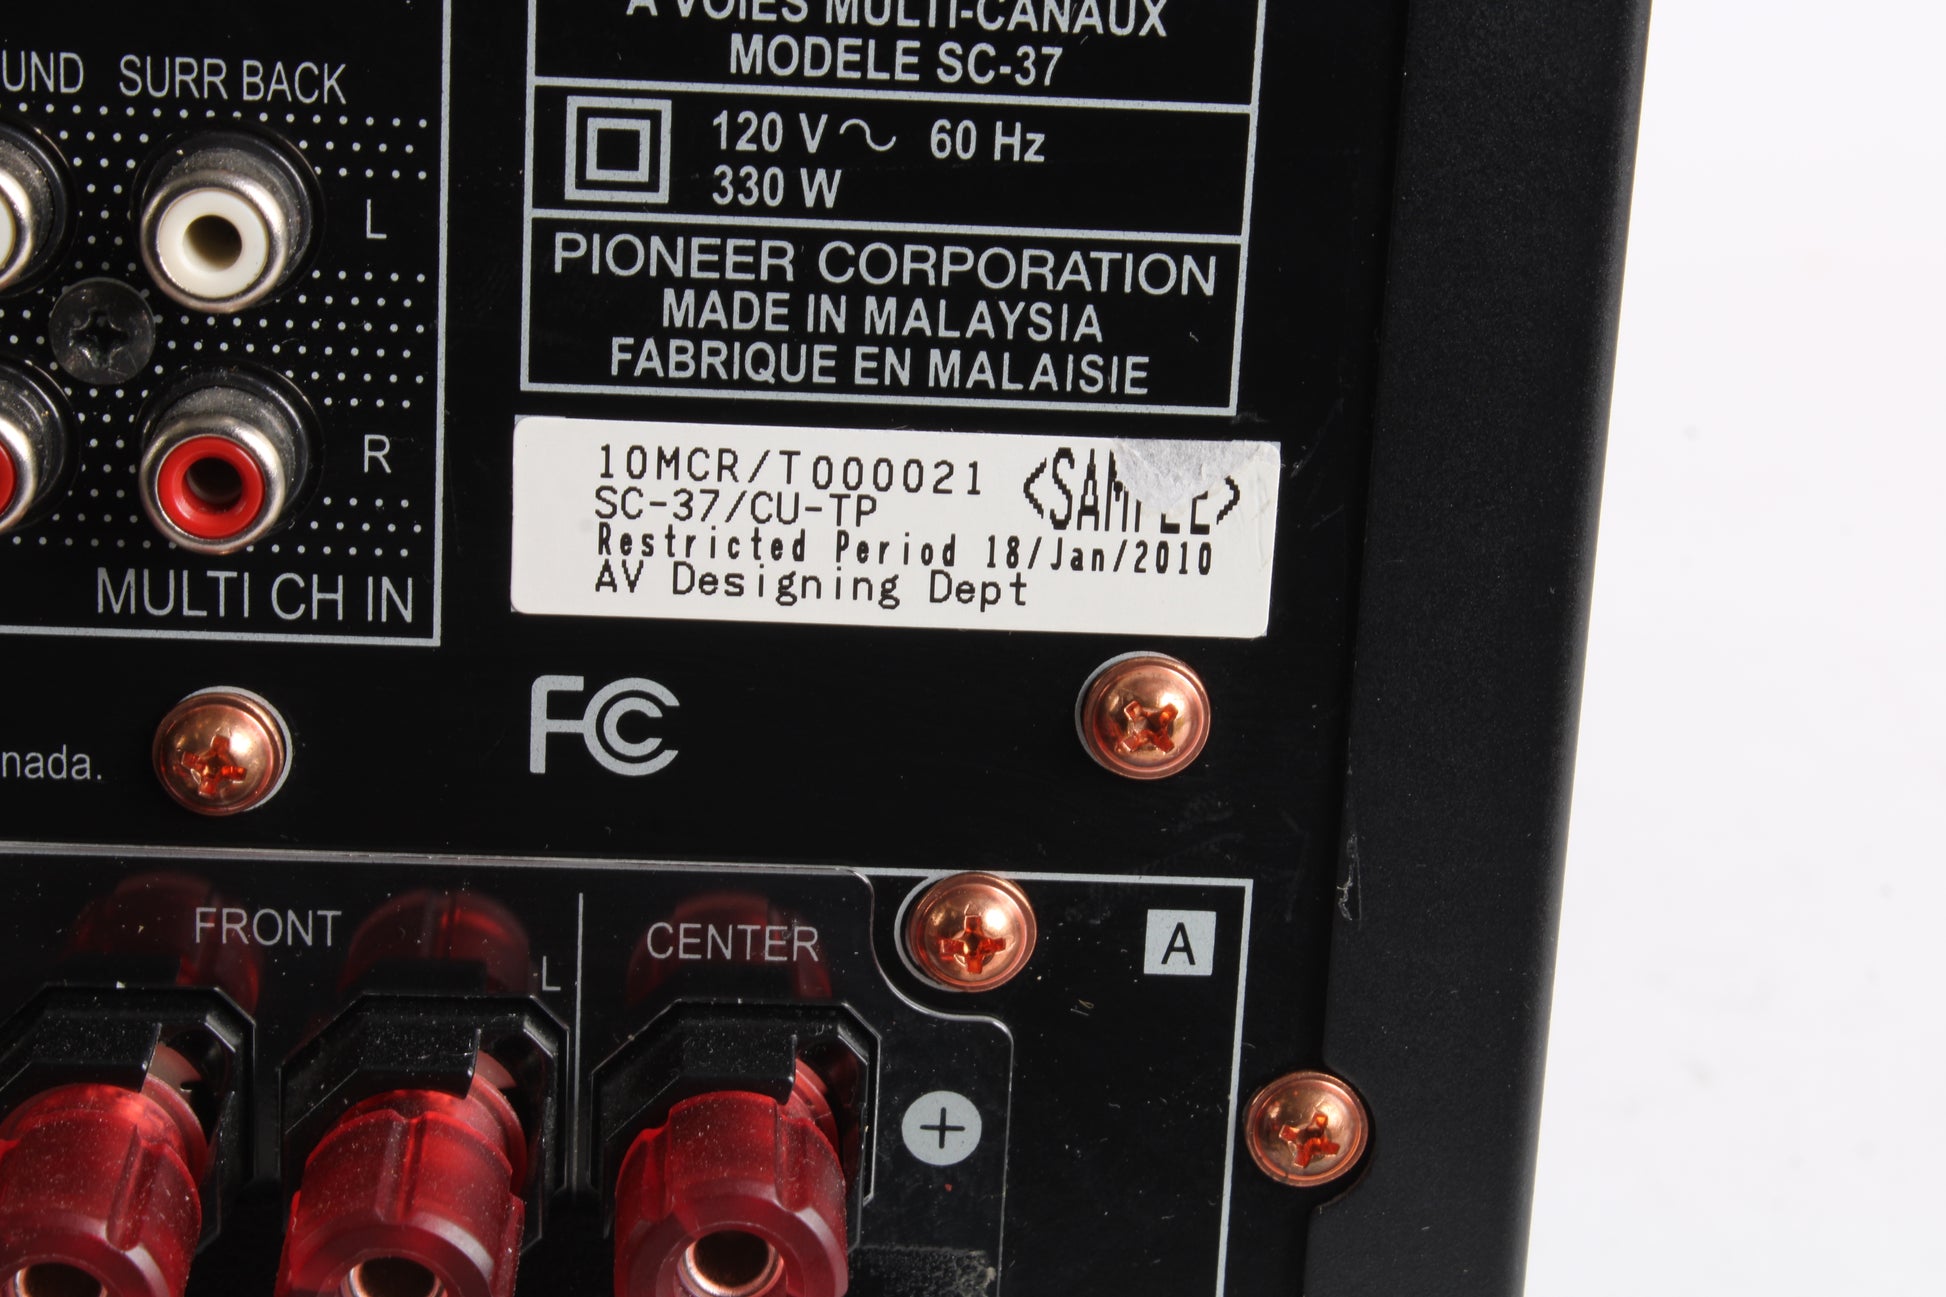 UND SURR BACK
L
R
MULTI CH IN
A VOIES MULTI-CANAUX
MODELE SC-37
120 V 60 Hz
330 W
PIONEER CORPORATION
MADE IN MALAYSIA
FABRIQUE EN MALAISIE
10MCR/T000021 <SAMPLE>
SC-37/CU-TP
Restricted Period 18/Jan/2010
AV Designing Dept
FC
nada.
FRONT
L
CENTER
A
+